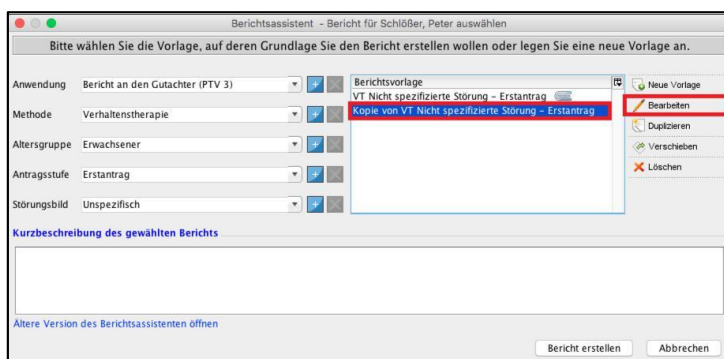 Berichtsassistent - Bericht für Schlößer, Peter auswählen
Bitte wählen Sie die Vorlage, auf deren Grundlage Sie den Bericht erstellen wollen oder legen Sie eine neue Vorlage an.
Anwendung Bericht an den Gutachter (PTV 3)
Methode Verhaltenstherapie
Altersgruppe Erwachsener
Antragsstufe Erstantrag
Störungsbild Unspezifisch
Berichtsvorlage
VT Nicht spezifizierte Störung – Erstantrag
Kopie von VT Nicht spezifizierte Störung – Erstantrag
Neue Vorlage
Bearbeiten
Duplizieren
Verschieben
Löschen
Kurzbeschreibung des gewählten Berichts
Ältere Version des Berichtsassistenten öffnen
Bericht erstellen Abbrechen